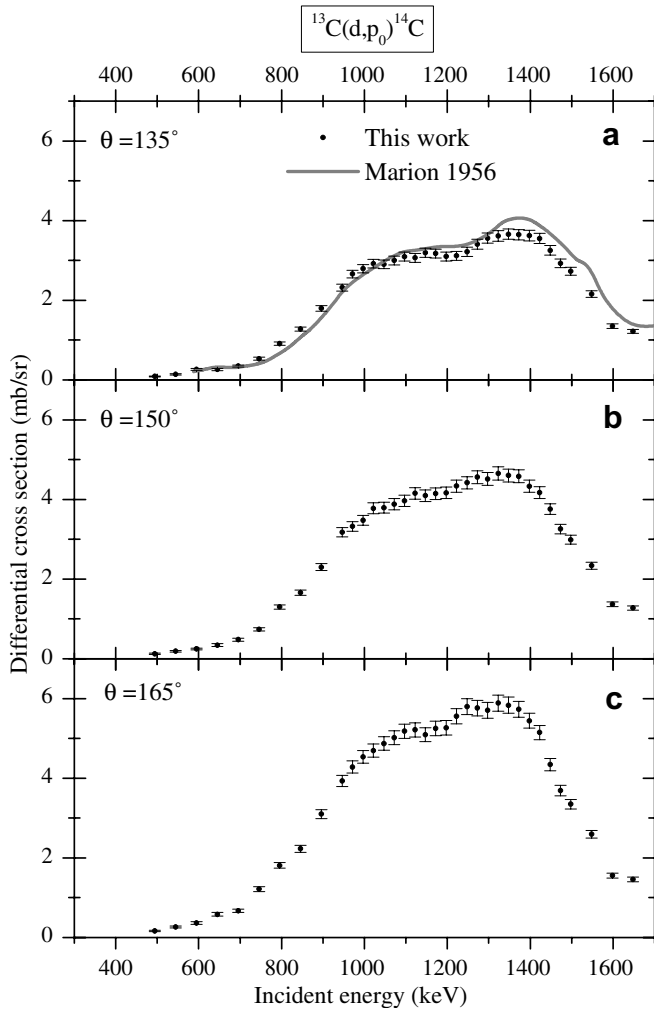 ¹³C(d,p₀)¹⁴C
400 600 800 1000 1200 1400 1600
θ =135° This work a
Marion 1956
6
4
2
0
θ =150° b
6
4
2
0
θ =165° c
6
4
2
0
Differential cross section (mb/sr)
400 600 800 1000 1200 1400 1600
Incident energy (keV)